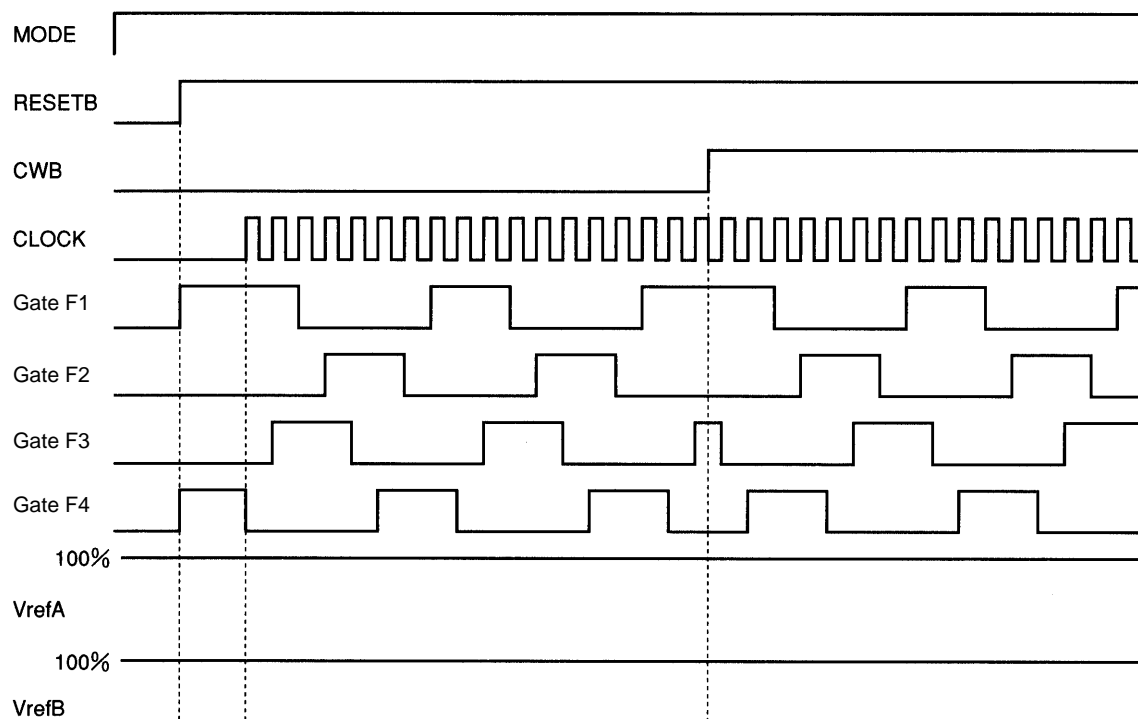 MODE
RESETB
CWB
CLOCK
Gate F1
Gate F2
Gate F3
Gate F4
100%
VrefA
100%
VrefB